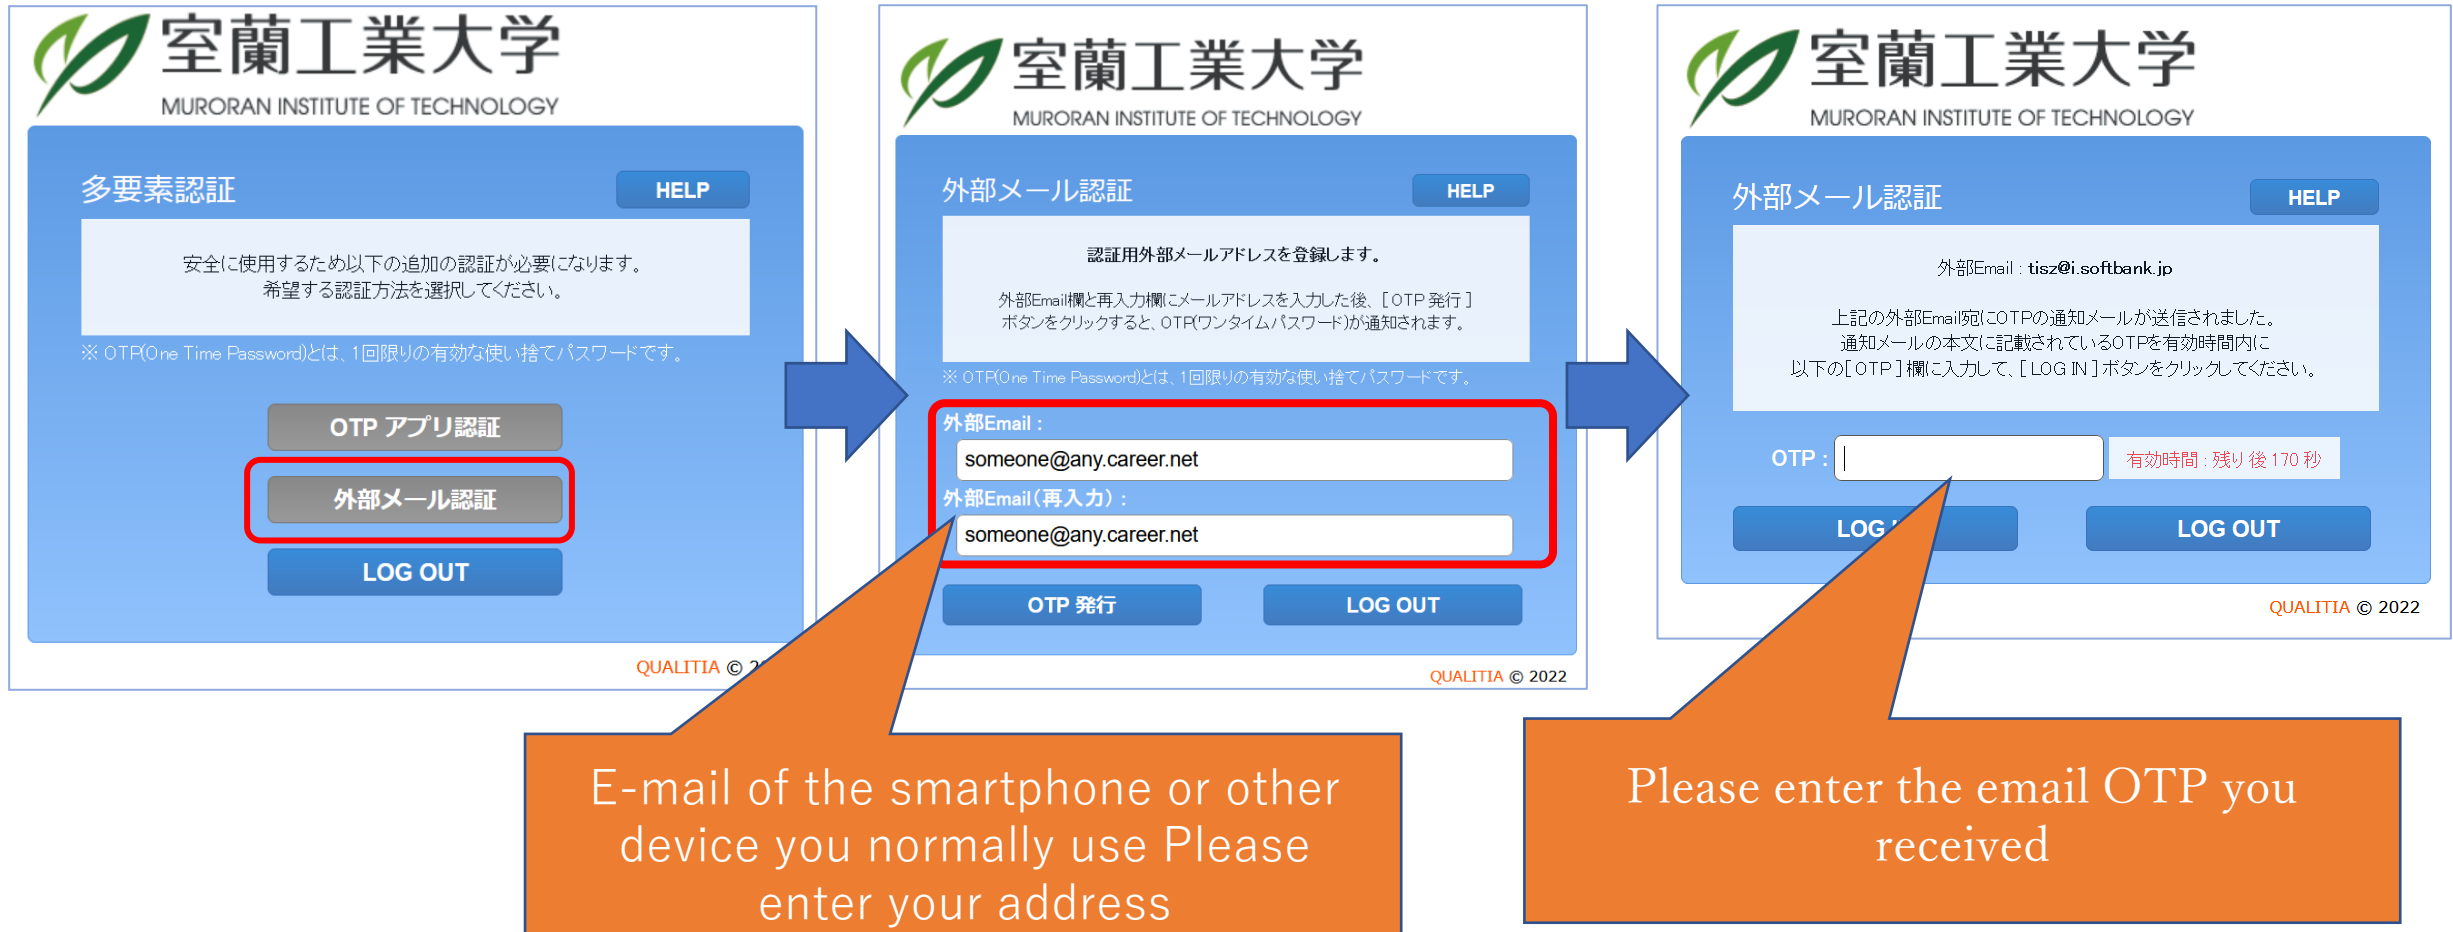 室蘭工業大学
MURORAN INSTITUTE OF TECHNOLOGY
多要素認証
HELP
安全に使用するため以下の追加の認証が必要になります。
希望する認証方法を選択してください。
※ OTP(One Time Password)とは、1回限りの有効な使い捨てパスワードです。
OTP アプリ認証
外部メール認証
LOG OUT
QUALITIA ©
室蘭工業大学
MURORAN INSTITUTE OF TECHNOLOGY
外部メール認証
HELP
認証用外部メールアドレスを登録します。
外部Email欄と再入力欄にメールアドレスを入力した後、[ OTP 発行 ]
ボタンをクリックすると、OTP(ワンタイムパスワード)が通知されます。
※ OTP(One Time Password)とは、1回限りの有効な使い捨てパスワードです。
外部Email :
someone@any.career.net
外部Email（再入力） :
someone@any.career.net
OTP 発行
LOG OUT
QUALITIA © 2022
E-mail of the smartphone or other
device you normally use Please
enter your address
室蘭工業大学
MURORAN INSTITUTE OF TECHNOLOGY
外部メール認証
HELP
外部Email : tisz@i.softbank.jp
上記の外部Email宛にOTPの通知メールが送信されました。
通知メールの本文に記載されているOTPを有効時間内に
以下の[ OTP ] 欄に入力して、[ LOG IN ] ボタンをクリックしてください。
OTP :
有効時間 : 残り 後 170 秒
LOG
LOG OUT
QUALITIA © 2022
Please enter the email OTP you
received